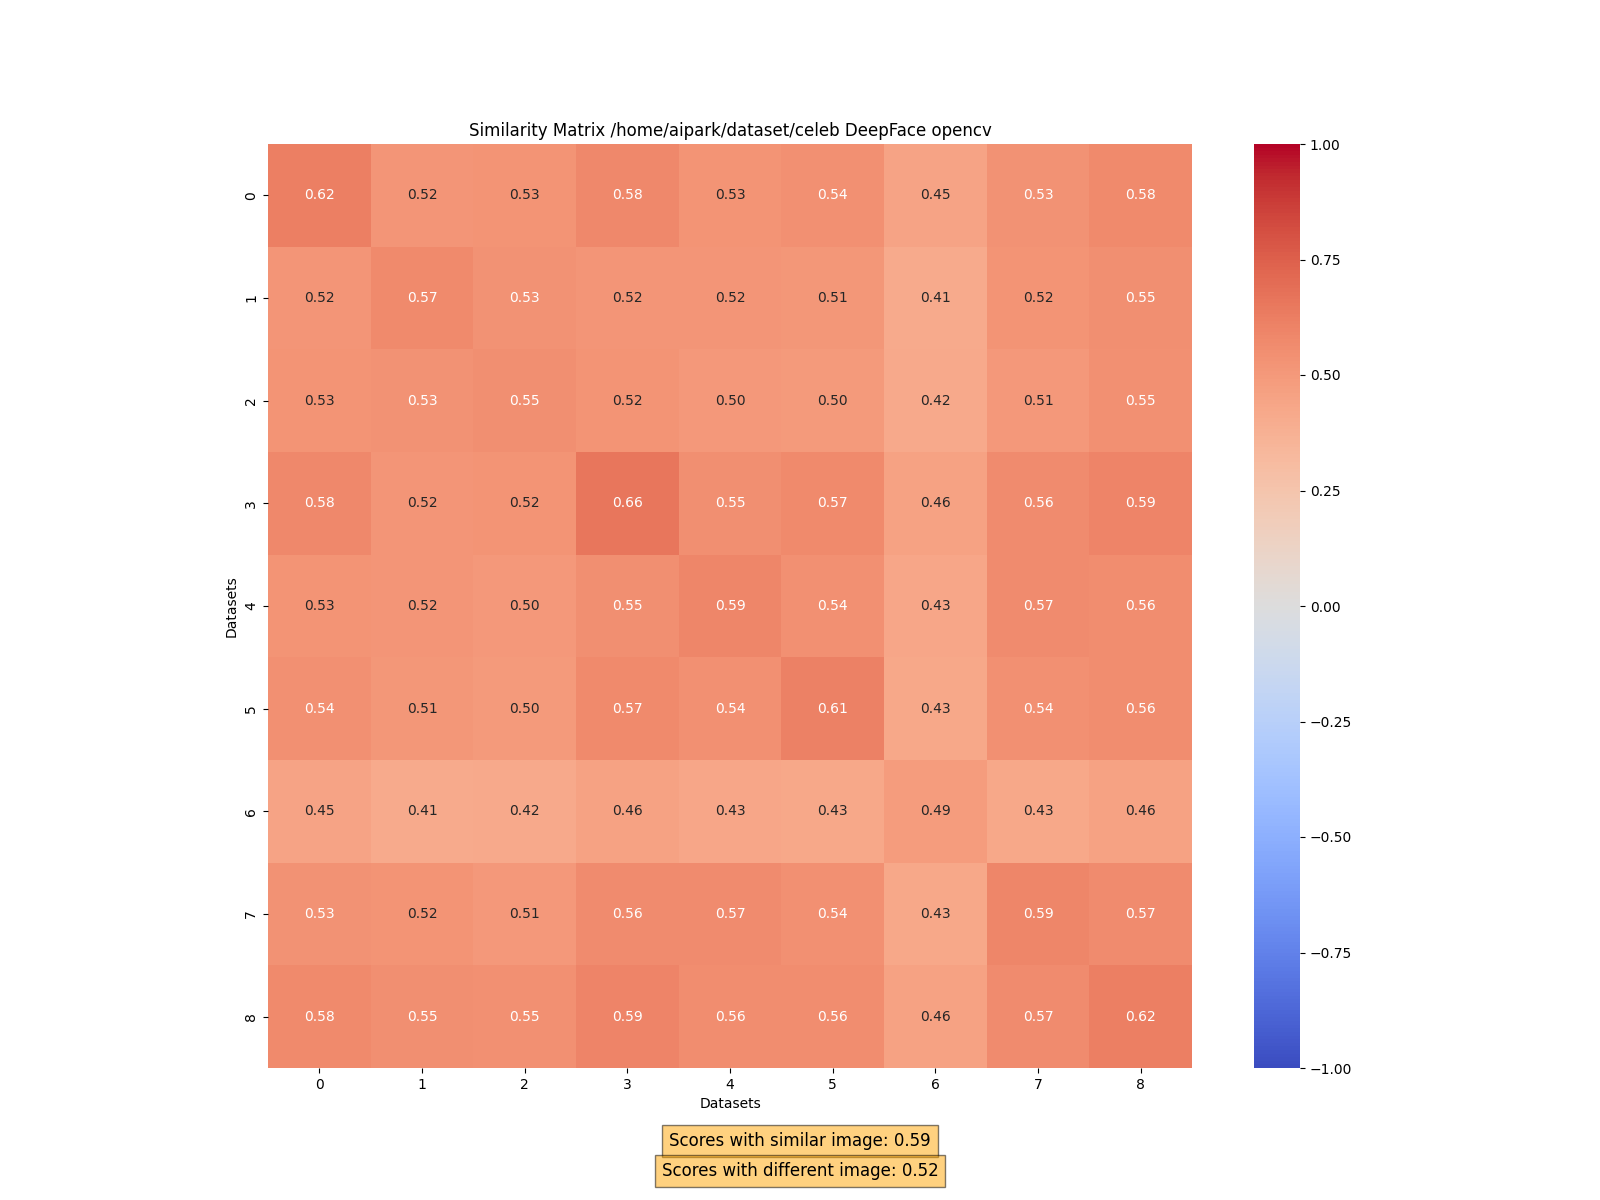 Similarity Matrix /home/aipark/dataset/celeb DeepFace opencv
1.00
0 0.62 0.52 0.53 0.58 0.53 0.54 0.45 0.53 0.58
0.75
1 0.52 0.57 0.53 0.52 0.52 0.51 0.41 0.52 0.55
0.50
2 0.53 0.53 0.55 0.52 0.50 0.50 0.42 0.51 0.55
0.25
3 0.58 0.52 0.52 0.66 0.55 0.57 0.46 0.56 0.59
Datasets
4 0.53 0.52 0.50 0.55 0.59 0.54 0.43 0.57 0.56
0.00
5 0.54 0.51 0.50 0.57 0.54 0.61 0.43 0.54 0.56
−0.25
6 0.45 0.41 0.42 0.46 0.43 0.43 0.49 0.43 0.46
−0.50
7 0.53 0.52 0.51 0.56 0.57 0.54 0.43 0.59 0.57
−0.75
8 0.58 0.55 0.55 0.59 0.56 0.56 0.46 0.57 0.62
−1.00
0 1 2 3 4 5 6 7 8
Datasets
Scores with similar image: 0.59
Scores with different image: 0.52